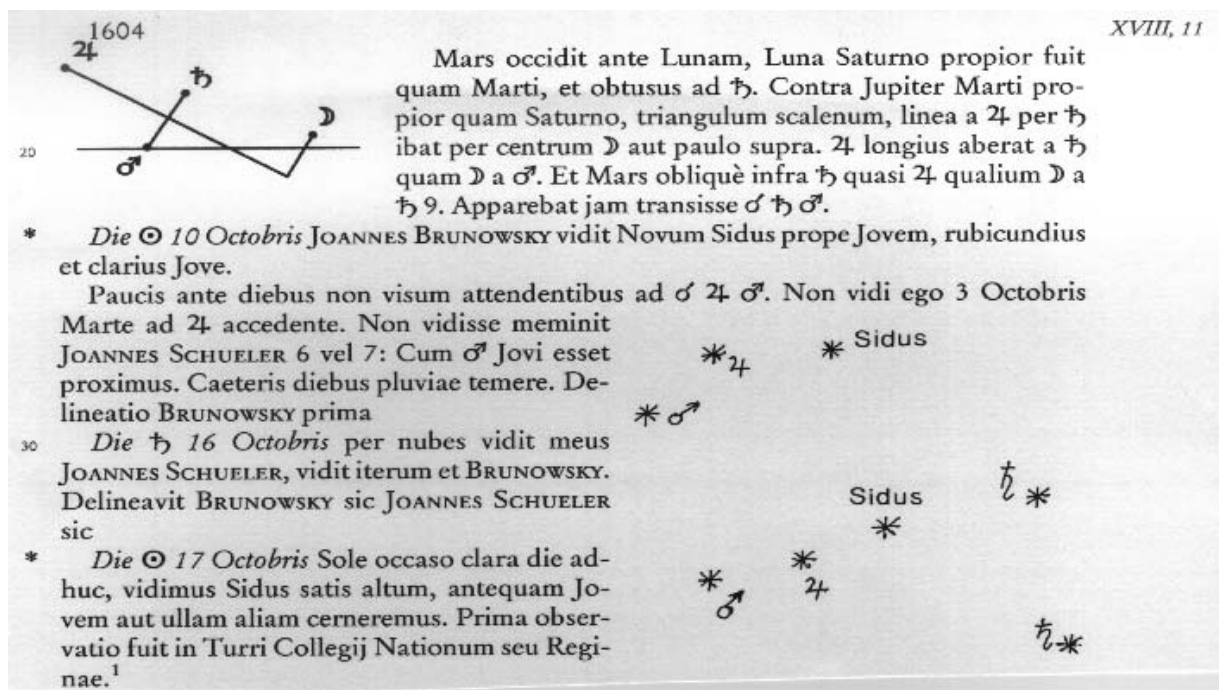 1604
XVIII, 11
♃
♄
☽
♂
20
Mars occidit ante Lunam, Luna Saturno propior fuit
quam Marti, et obtusus ad ♄. Contra Jupiter Marti pro-
pior quam Saturno, triangulum scalenum, linea a ♃ per ♄
ibat per centrum ☽ aut paulo supra. ♃ longius aberat a ♄
quam ☽ a ♂. Et Mars obliquè infra ♄ quasi ♃ qualium ☽ a
♄ 9. Apparebat jam transisse ☌ ♄ ♂.
* Die ☉ 10 Octobris JOANNES BRUNOWSKY vidit Novum Sidus prope Jovem, rubicundius
et clarius Jove.
Paucis ante diebus non visum attendentibus ad ☌ ♃ ♂. Non vidi ego 3 Octobris
Marte ad ♃ accedente. Non vidisse meminit
JOANNES SCHUELER 6 vel 7: Cum ♂ Jovi esset
proximus. Caeteris diebus pluviae temere. De-
lineatio BRUNOWSKY prima
30 Die ♄ 16 Octobris per nubes vidit meus
JOANNES SCHUELER, vidit iterum et BRUNOWSKY.
Delineavit BRUNOWSKY sic JOANNES SCHUELER
sic
* Die ☉ 17 Octobris Sole occaso clara die ad-
huc, vidimus Sidus satis altum, antequam Jo-
vem aut ullam aliam cerneremus. Prima obser-
vatio fuit in Turri Collegij Nationum seu Regi-
nae.¹
Sidus
♃
♂
♄
Sidus
♃
♂
♄